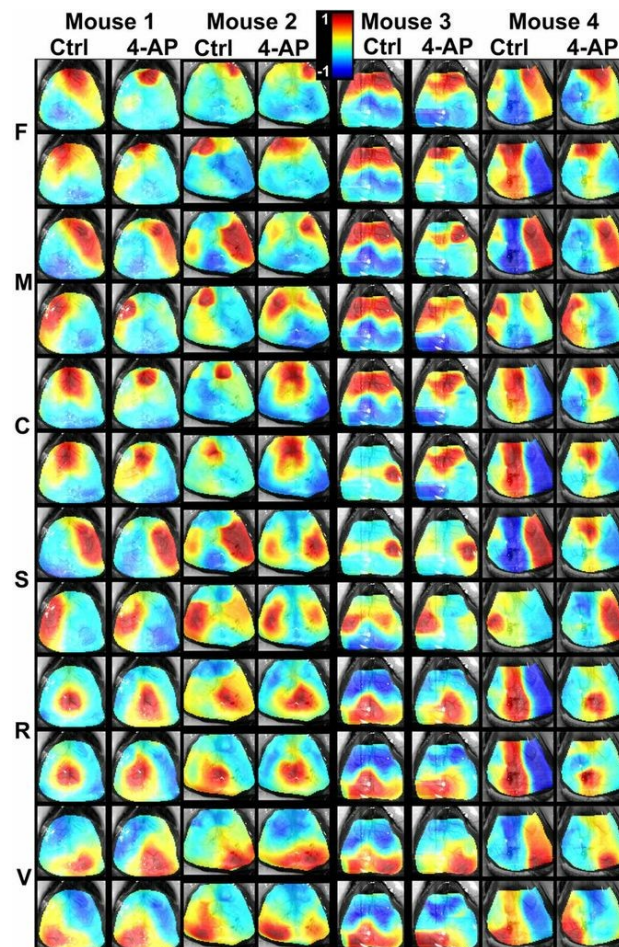 Mouse 1 Mouse 2 Mouse 3 Mouse 4
1
-1
Ctrl 4-AP Ctrl 4-AP Ctrl 4-AP Ctrl 4-AP
F
M
C
S
R
V